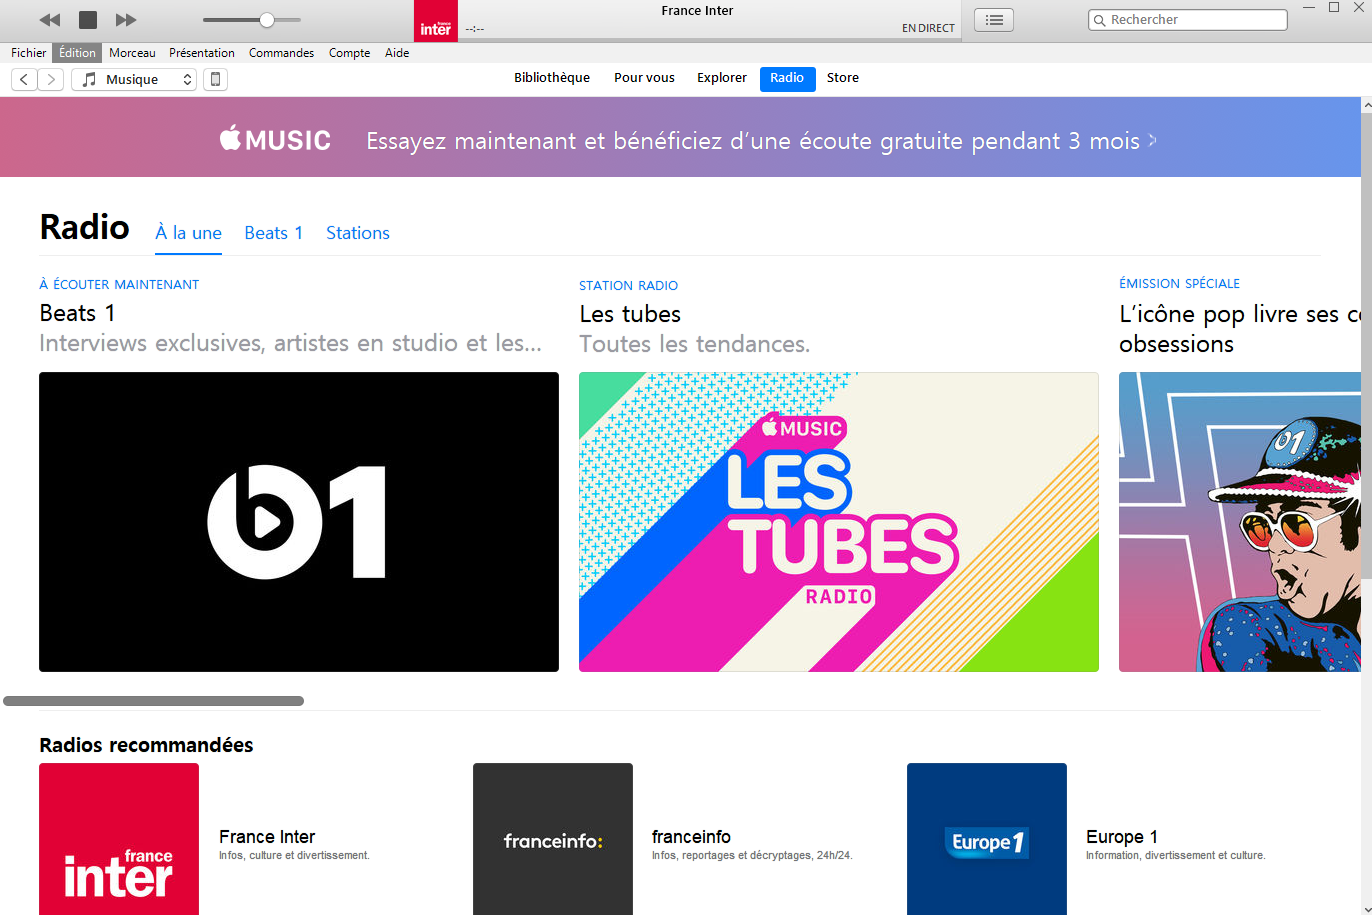 France Inter
france
inter
--:--
EN DIRECT
Rechercher
Fichier Édition Morceau Présentation Commandes Compte Aide
Musique
Bibliothèque Pour vous Explorer Radio Store
MUSIC Essayez maintenant et bénéficiez d’une écoute gratuite pendant 3 mois
Radio À la une Beats 1 Stations
À ÉCOUTER MAINTENANT
Beats 1
Interviews exclusives, artistes en studio et les...
b1
STATION RADIO
Les tubes
Toutes les tendances.
MUSIC
LES
TUBES
RADIO
ÉMISSION SPÉCIALE
L’icône pop livre ses
obsessions
b1
Radios recommandées
france
inter
France Inter
Infos, culture et divertissement.
franceinfo:
franceinfo
Infos, reportages et décryptages, 24h/24.
Europe 1
Europe 1
Information, divertissement et culture.